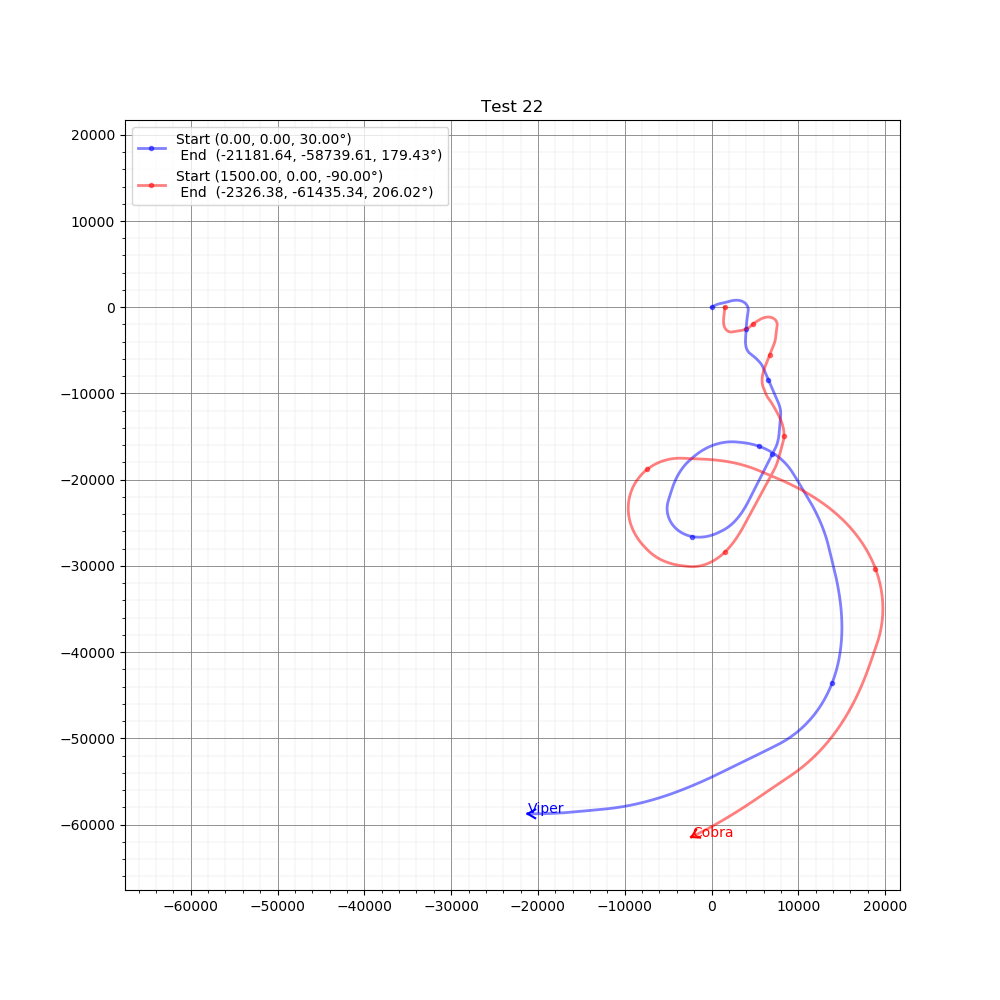 Test 22
Start (0.00, 0.00, 30.00°)
End (-21181.64, -58739.61, 179.43°)
Start (1500.00, 0.00, -90.00°)
End (-2326.38, -61435.34, 206.02°)
20000
10000
0
−10000
−20000
−30000
−40000
−50000
−60000
Viper
Cobra
−60000 −50000 −40000 −30000 −20000 −10000 0 10000 20000